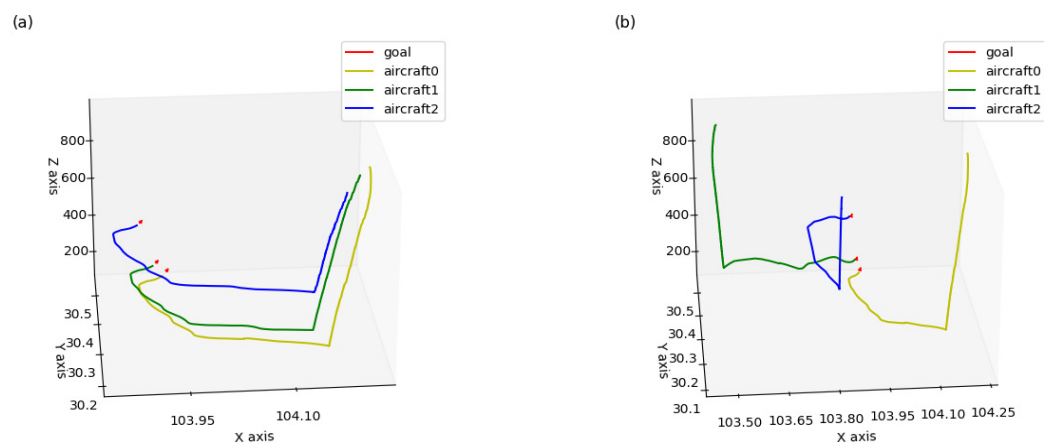 (a)
goal
aircraft0
aircraft1
aircraft2
800
600
400
200
Z axis
30.5
30.4
30.3
30.2
Y axis
103.95
104.10
X axis
(b)
goal
aircraft0
aircraft1
aircraft2
800
600
400
200
Z axis
30.5
30.4
30.3
30.2
30.1
Y axis
103.50
103.65
103.80
103.95
104.10
104.25
X axis